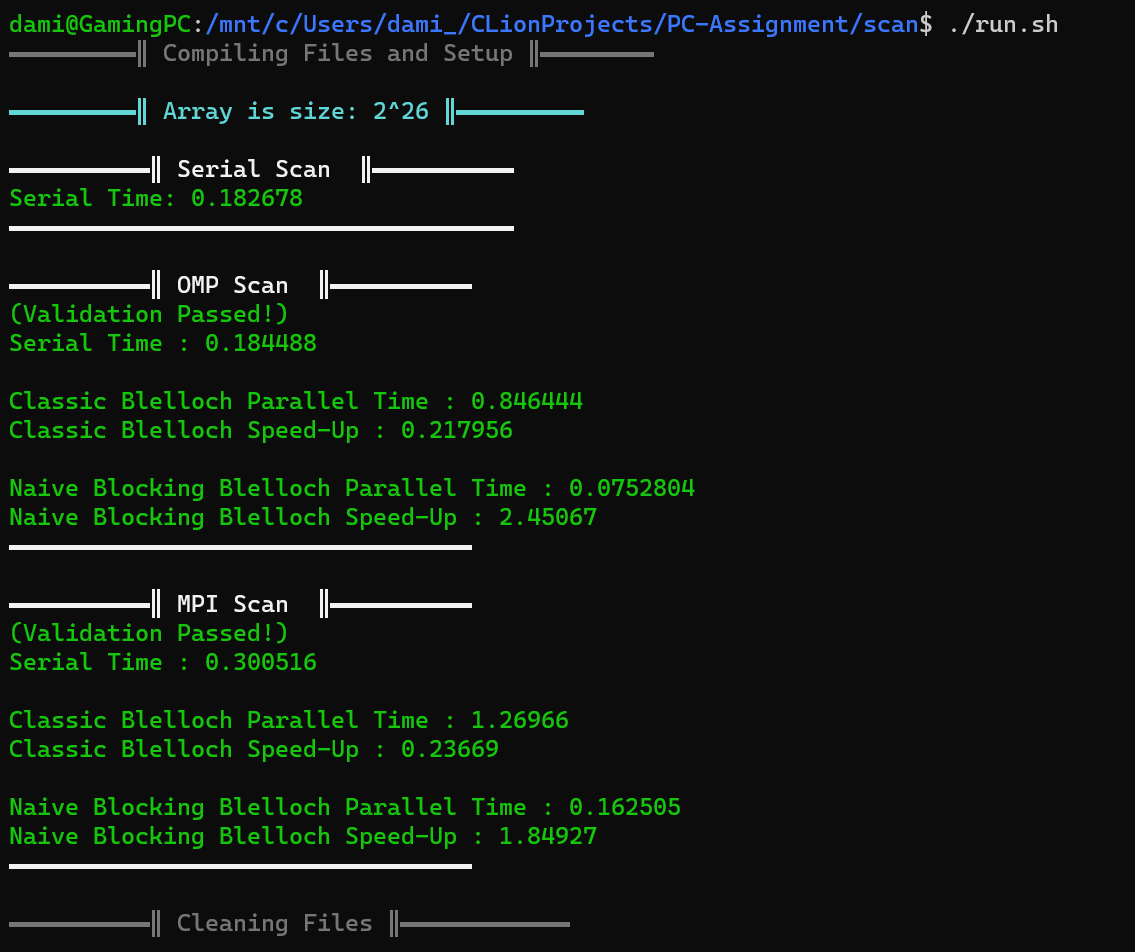 dami@GamingPC:/mnt/c/Users/dami_/CLionProjects/PC-Assignment/scan$ ./run.sh
═════════║ Compiling Files and Setup ║════════
═════════║ Array is size: 2^26 ║═════════
══════════║ Serial Scan  ║══════════
Serial Time: 0.182678
════════════════════════════════════
══════════║ OMP Scan  ║══════════
(Validation Passed!)
Serial Time : 0.184488
Classic Blelloch Parallel Time : 0.846444
Classic Blelloch Speed-Up : 0.217956
Naive Blocking Blelloch Parallel Time : 0.0752804
Naive Blocking Blelloch Speed-Up : 2.45067
═════════════════════════════════
══════════║ MPI Scan  ║══════════
(Validation Passed!)
Serial Time : 0.300516
Classic Blelloch Parallel Time : 1.26966
Classic Blelloch Speed-Up : 0.23669
Naive Blocking Blelloch Parallel Time : 0.162505
Naive Blocking Blelloch Speed-Up : 1.84927
═════════════════════════════════
══════════║ Cleaning Files ║════════════